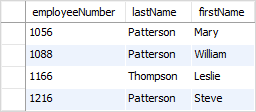 employeeNumber lastName firstName
1056 Patterson Mary
1088 Patterson William
1166 Thompson Leslie
1216 Patterson Steve